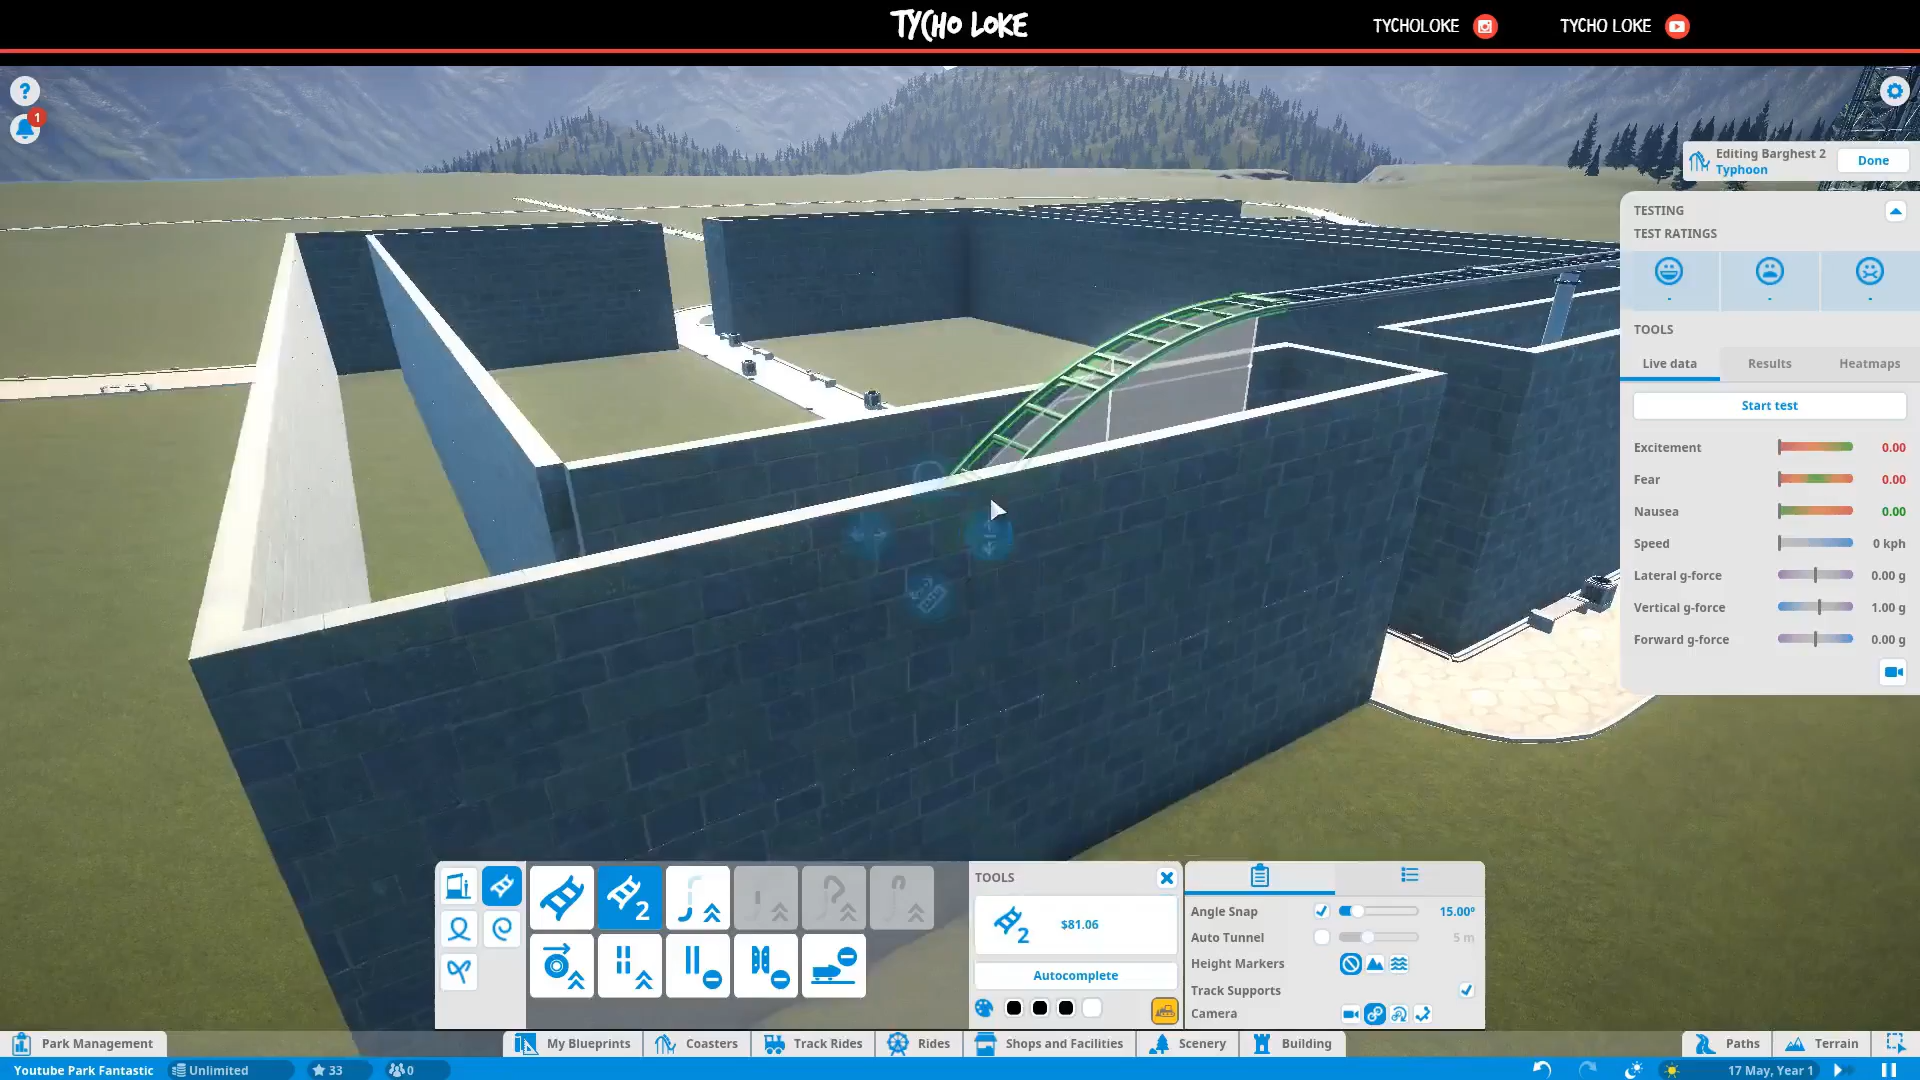 TYCHO LOKE
TYCHOLOKE
TYCHO LOKE
?
1
Editing Barghest 2
Typhoon
Done
TESTING
TEST RATINGS
- - -
TOOLS
Live data Results Heatmaps
Start test
Excitement 0.00
Fear 0.00
Nausea 0.00
Speed 0 kph
Lateral g-force 0.00 g
Vertical g-force 1.00 g
Forward g-force 0.00 g
2
TOOLS
2 $81.06
Autocomplete
Angle Snap 15.00°
Auto Tunnel 5 m
Height Markers
Track Supports
Camera
Park Management My Blueprints Coasters Track Rides Rides Shops and Facilities Scenery Building Paths Terrain
Youtube Park Fantastic Unlimited 33 0 17 May, Year 1